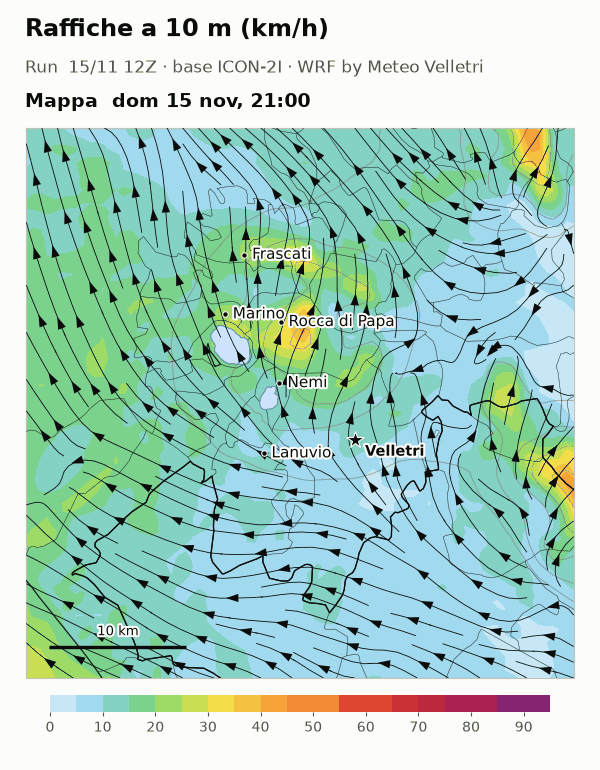 Raffiche a 10 m (km/h)
Run 15/11 12Z · base ICON-2I · WRF by Meteo Velletri
Mappa dom 15 nov, 21:00
Frascati
Marino
Rocca di Papa
Nemi
Velletri
Lanuvio
10 km
0 10 20 30 40 50 60 70 80 90